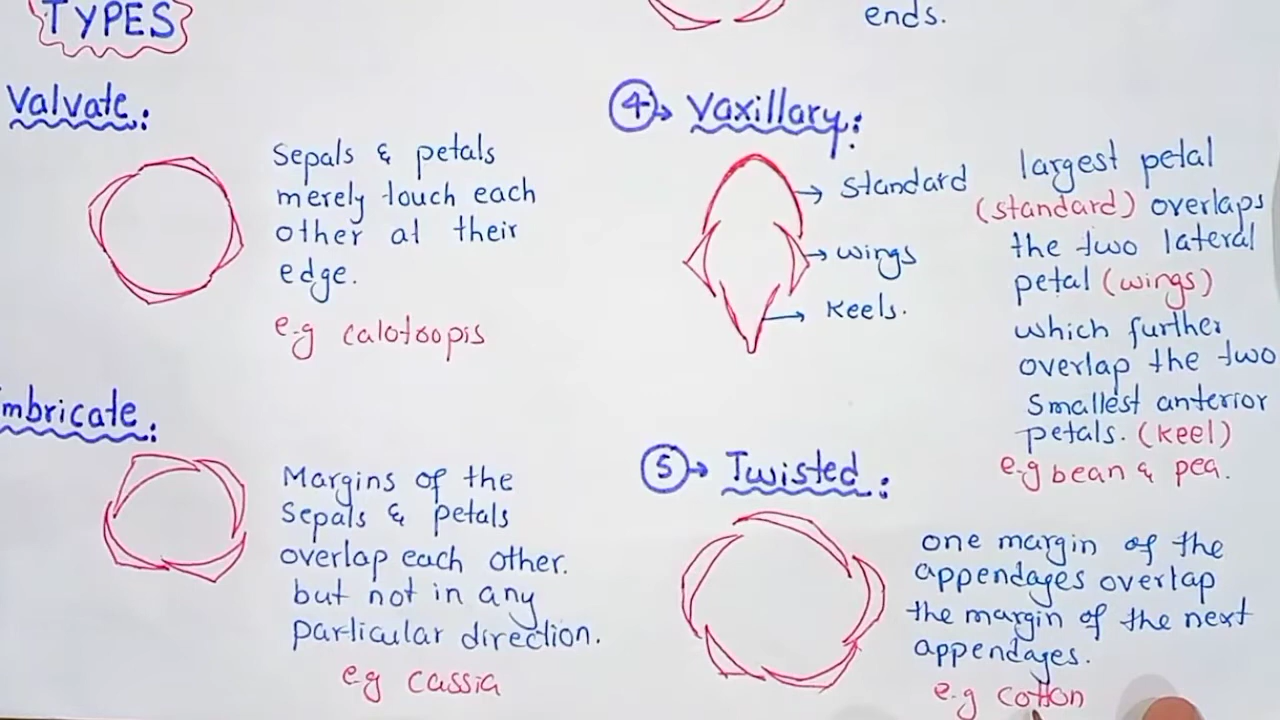 TYPES
Valvate:
Sepals & petals
merely touch each
other at their
edge.
e.g calotropis
mbricate:
Margins of the
Sepals & petals
overlap each other.
but not in any
particular direction.
e.g cassia
ends.
4 → Vaxillary:
Standard
wings
Keels.
largest petal
(standard) overlaps
the two lateral
petal (wings)
which further
overlap the two
Smallest anterior
petals. (keel)
e.g bean & pea.
5 → Twisted:
one margin of the
appendages overlap
the margin of the next
appendages.
e.g cotton